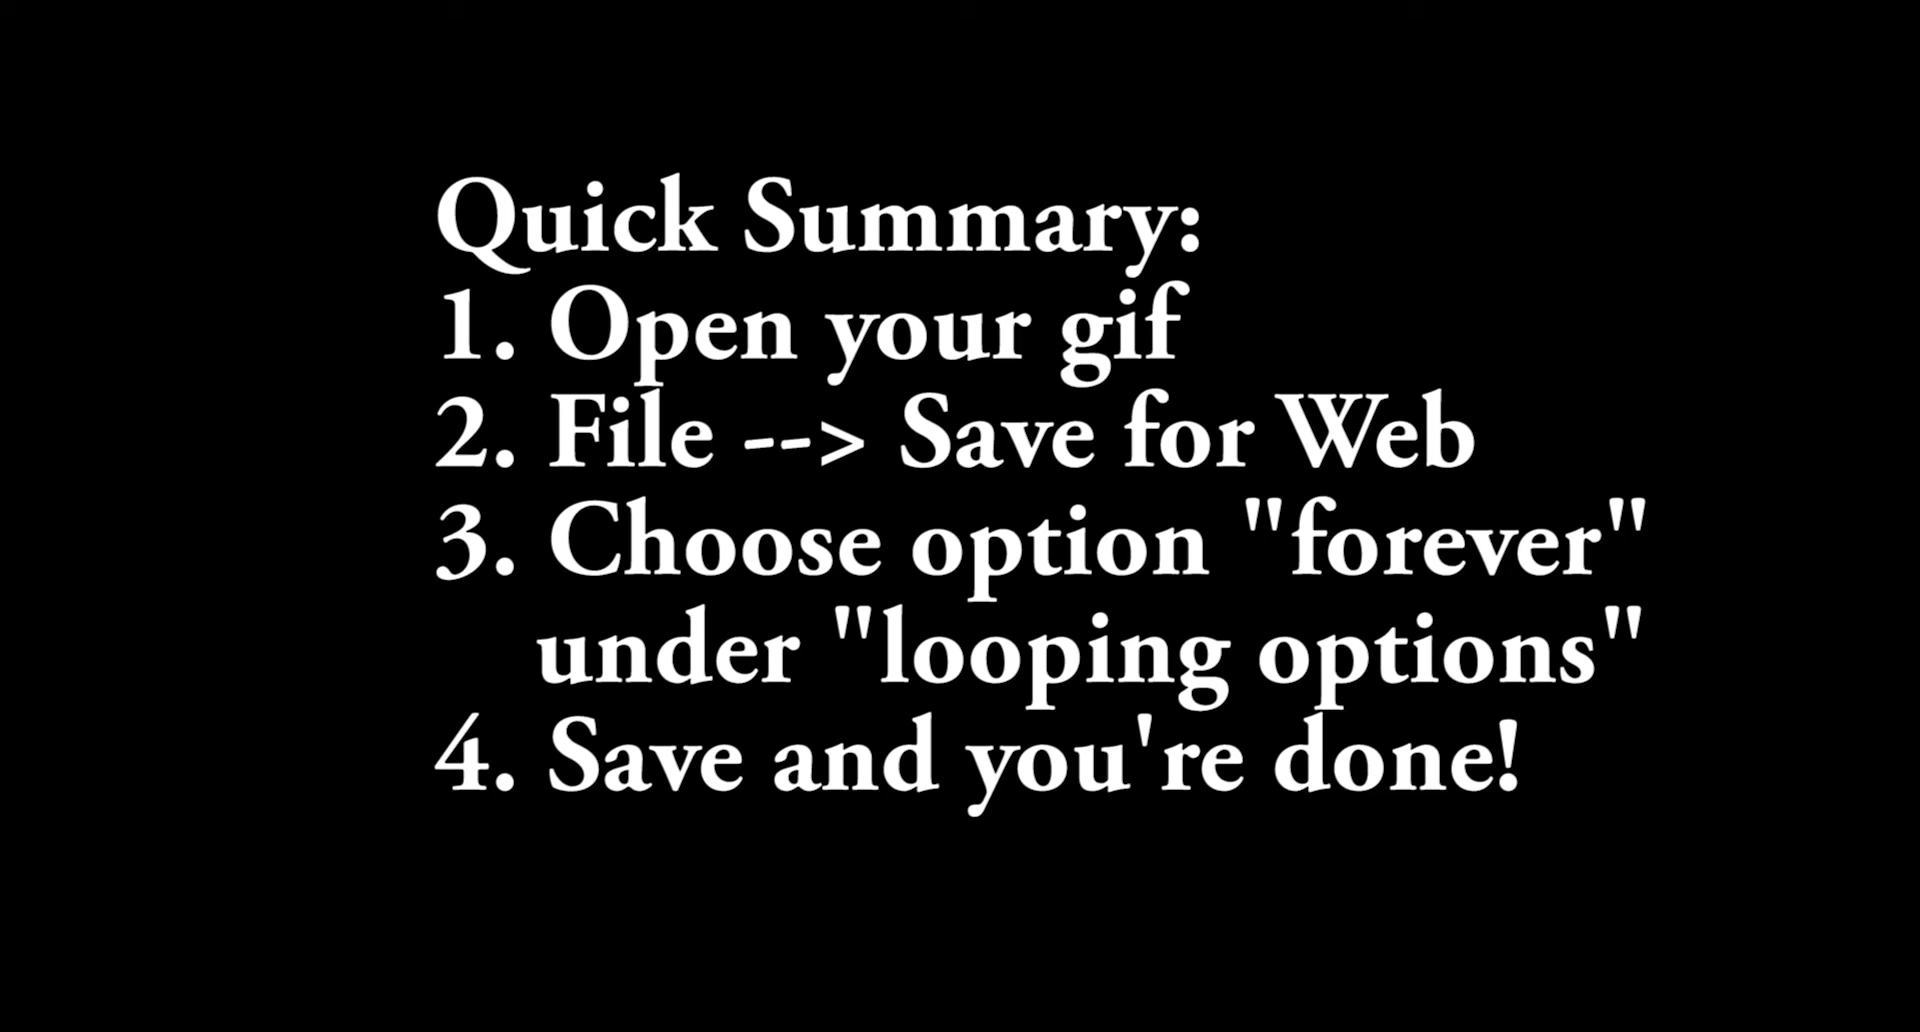 Quick Summary:
1. Open your gif
2. File --> Save for Web
3. Choose option "forever"
under "looping options"
4. Save and you're done!